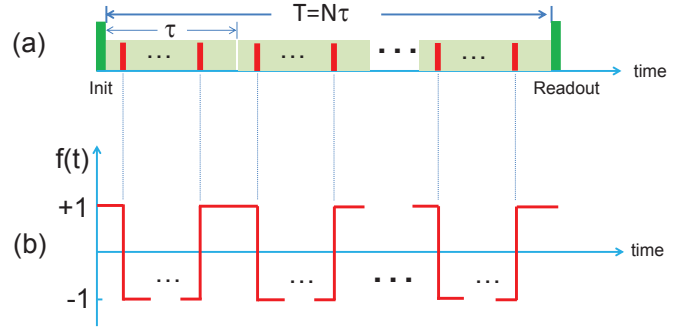 T=Nτ
(a)
τ
... ... ... ...
time
Init
Readout
f(t)
+1
(b)
time
... ... ... ...
-1